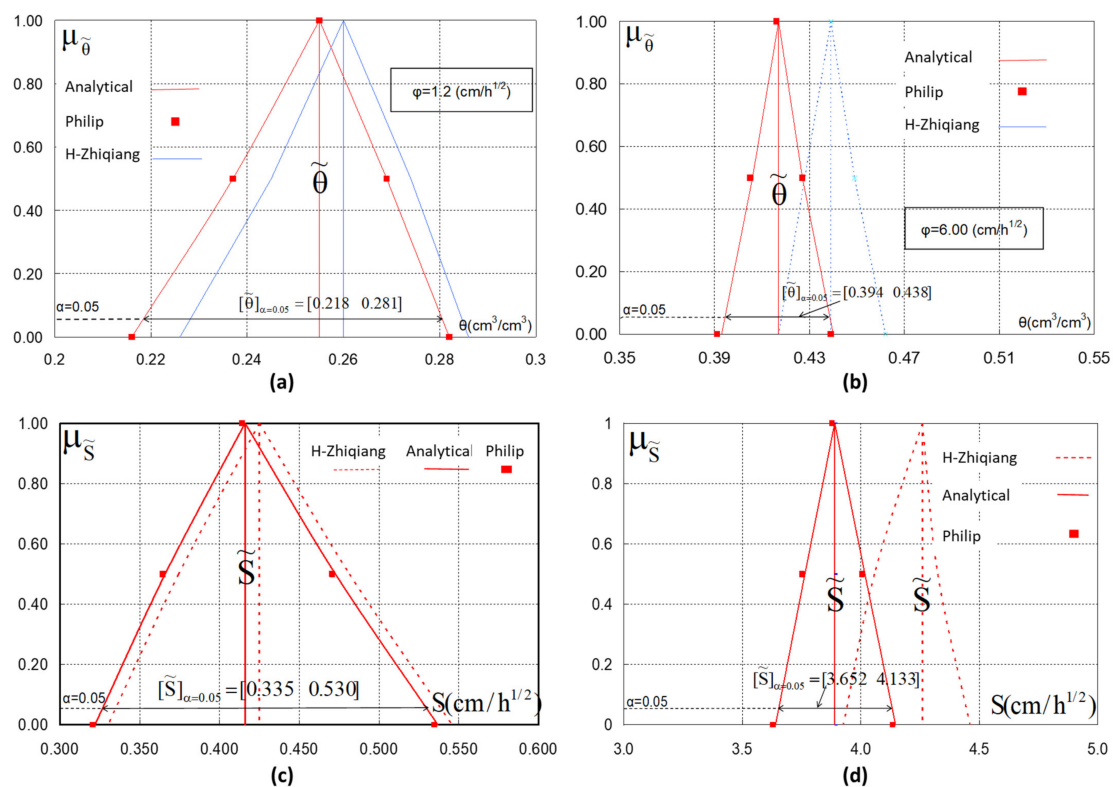 1.00
0.80
0.60
0.40
0.20
0.00
μ_θ̃
Analytical
Philip
H-Zhiqiang
φ=1.2 (cm/h^1/2)
θ̃
α=0.05
[θ̃]_α=0.05 = [0.218 0.281]
θ(cm³/cm³)
0.2 0.22 0.24 0.26 0.28 0.3
(a)
1.00
0.80
0.60
0.40
0.20
0.00
μ_θ̃
Analytical
Philip
H-Zhiqiang
θ̃
φ=6.00 (cm/h^1/2)
α=0.05
[θ̃]_α=0.05 = [0.394 0.438]
θ(cm³/cm³)
0.35 0.39 0.43 0.47 0.51 0.55
(b)
1.00
0.80
0.60
0.40
0.20
0.00
μ_S̃
H-Zhiqiang Analytical Philip
S̃
α=0.05
[S̃]_α=0.05 = [0.335 0.530]
S(cm/h^1/2)
0.300 0.350 0.400 0.450 0.500 0.550 0.600
(c)
1
0.8
0.6
0.4
0.2
0
μ_S̃
H-Zhiqiang
Analytical
Philip
S̃ S̃
α=0.05
[S̃]_α=0.05 = [3.652 4.133]
S(cm/h^1/2)
3.0 3.5 4.0 4.5 5.0
(d)